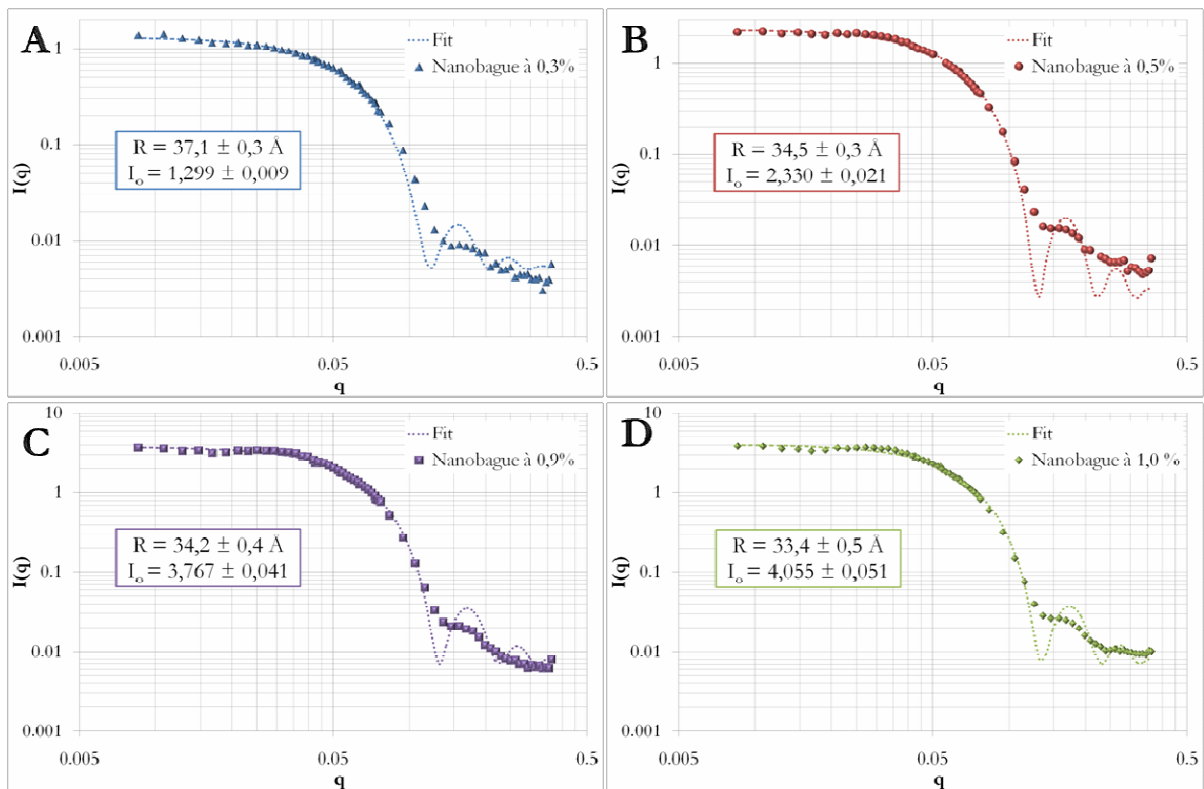 A
Fit
Nanobague à 0,3%
R = 37,1 ± 0,3 Å
I₀ = 1,299 ± 0,009
I(q)
1
0.1
0.01
0.001
0.005
0.05
0.5
q
B
Fit
Nanobague à 0,5%
R = 34,5 ± 0,3 Å
I₀ = 2,330 ± 0,021
I(q)
1
0.1
0.01
0.001
0.005
0.05
0.5
q
C
Fit
Nanobague à 0,9%
R = 34,2 ± 0,4 Å
I₀ = 3,767 ± 0,041
I(q)
10
1
0.1
0.01
0.001
0.005
0.05
0.5
q
D
Fit
Nanobague à 1,0 %
R = 33,4 ± 0,5 Å
I₀ = 4,055 ± 0,051
I(q)
10
1
0.1
0.01
0.001
0.005
0.05
0.5
q